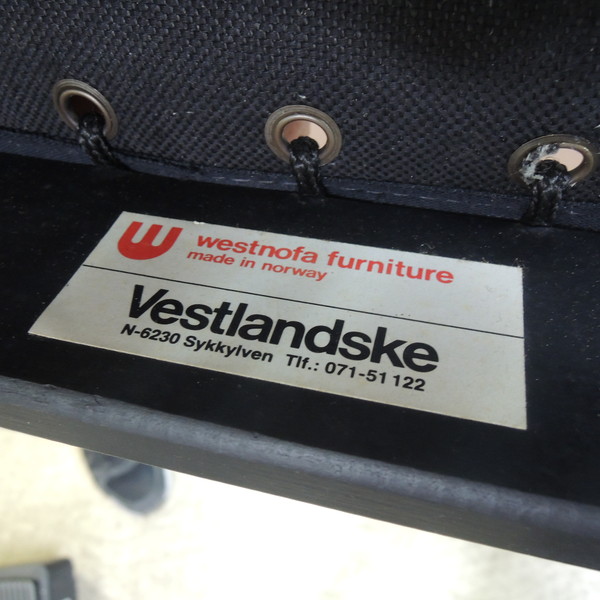 westnofa furniture
made in norway
Vestlandske
N-6230 Sykkylven Tlf.: 071-51 122